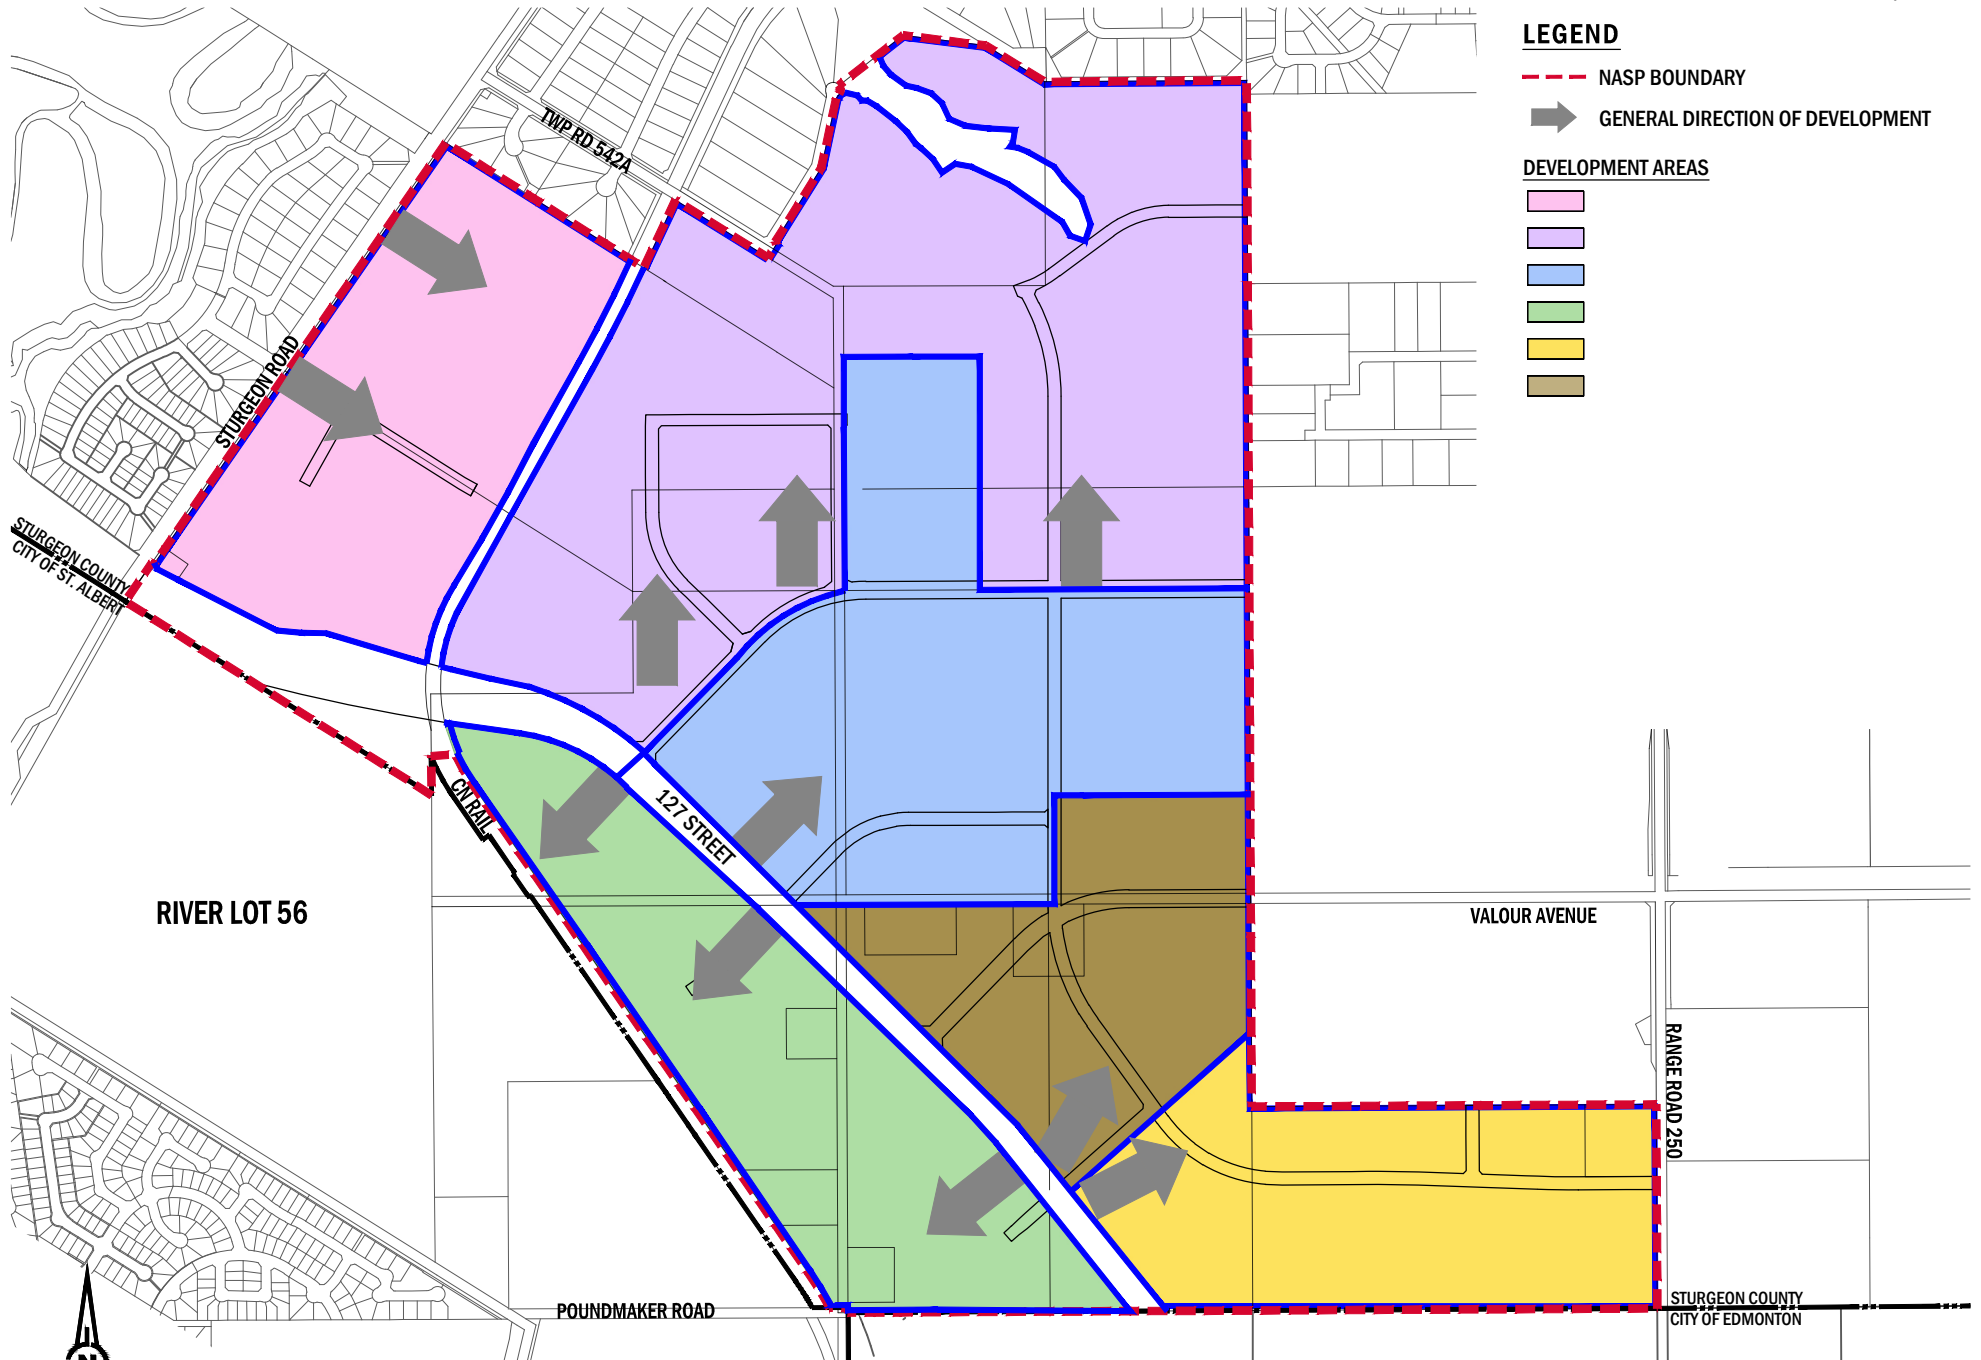 LEGEND
NASP BOUNDARY
GENERAL DIRECTION OF DEVELOPMENT
DEVELOPMENT AREAS
TWP RD 542A
STURGEON ROAD
STURGEON COUNTY
CITY OF ST. ALBERT
CN RAIL
127 STREET
RIVER LOT 56
VALOUR AVENUE
RANGE ROAD 250
POUNDMAKER ROAD
STURGEON COUNTY
CITY OF EDMONTON
N